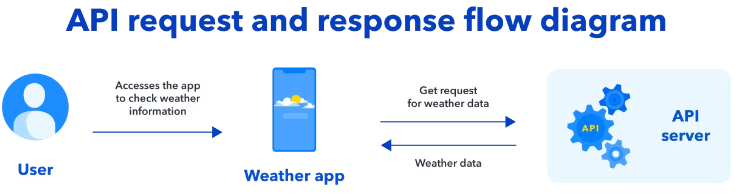 API request and response flow diagram
Accesses the app
to check weather
information
User
Weather app
Get request
for weather data
Weather data
API
API
server